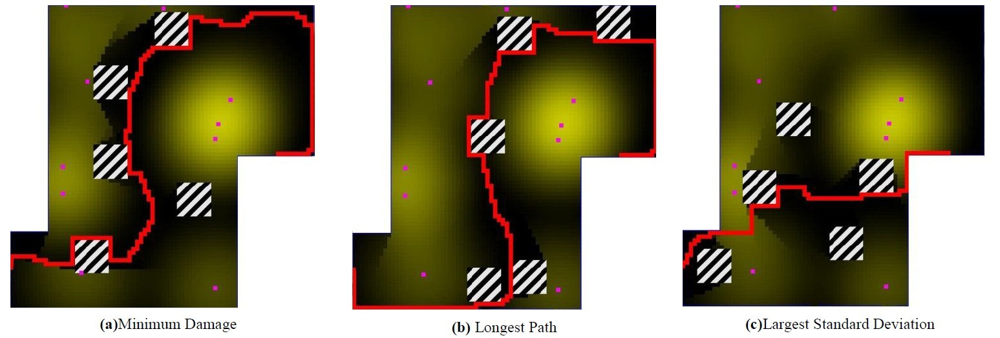 (a)Minimum Damage
(b) Longest Path
(c)Largest Standard Deviation